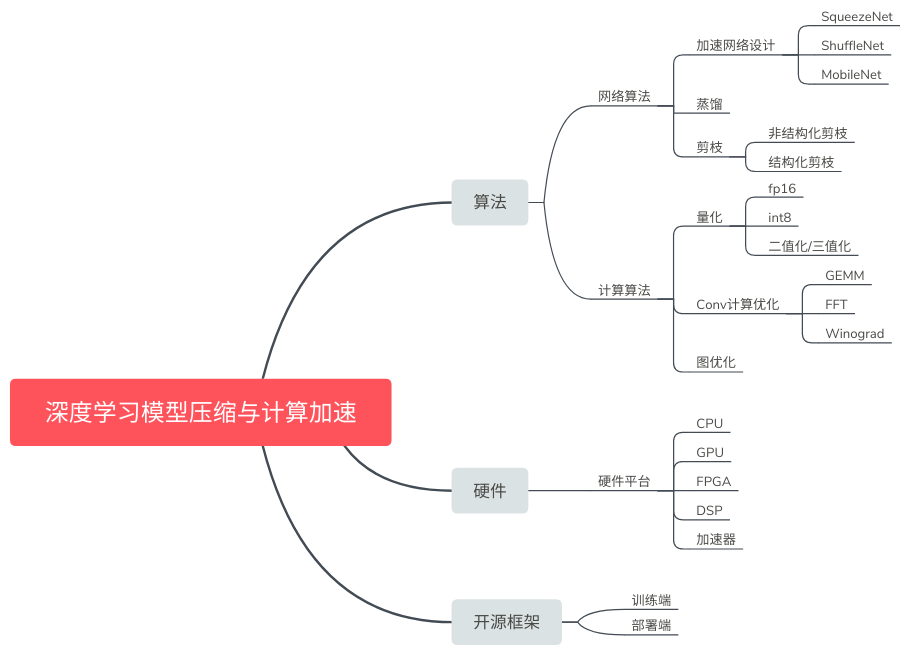 深度学习模型压缩与计算加速
算法
网络算法
加速网络设计
SqueezeNet
ShuffleNet
MobileNet
蒸馏
剪枝
非结构化剪枝
结构化剪枝
计算算法
量化
fp16
int8
二值化/三值化
Conv计算优化
GEMM
FFT
Winograd
图优化
硬件
硬件平台
CPU
GPU
FPGA
DSP
加速器
开源框架
训练端
部署端